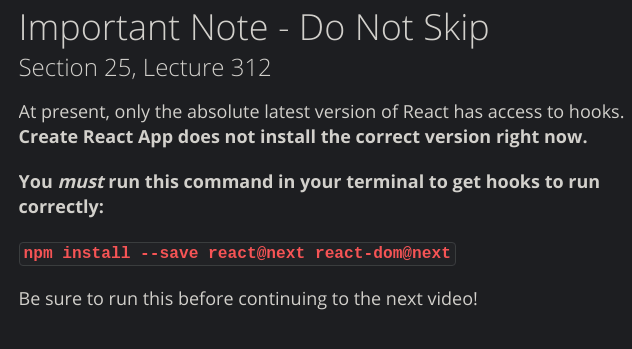 Important Note - Do Not Skip
Section 25, Lecture 312
At present, only the absolute latest version of React has access to hooks.
Create React App does not install the correct version right now.
You must run this command in your terminal to get hooks to run
correctly:
npm install --save react@next react-dom@next
Be sure to run this before continuing to the next video!